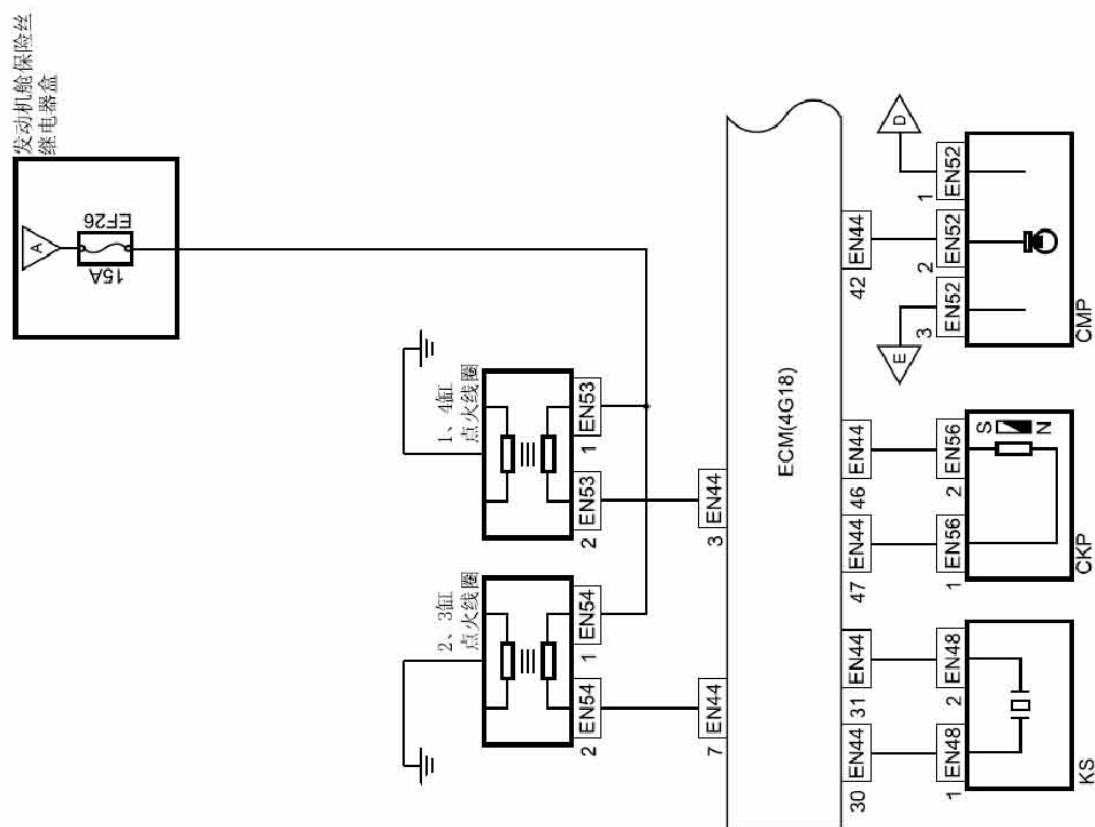 发动机舱保险丝
继电器盒
A
EF26
15A
1、4缸
点火线圈
2、3缸
点火线圈
2 EN54
1 EN54
2 EN53
1 EN53
7 EN44
3 EN44
ECM(4G18)
30 EN44
31 EN44
47 EN44
46 EN44
42 EN44
E
D
1 EN48
2 EN48
1 EN56
2 EN56
3 EN52
2 EN52
1 EN52
S
N
KS
CKP
CMP